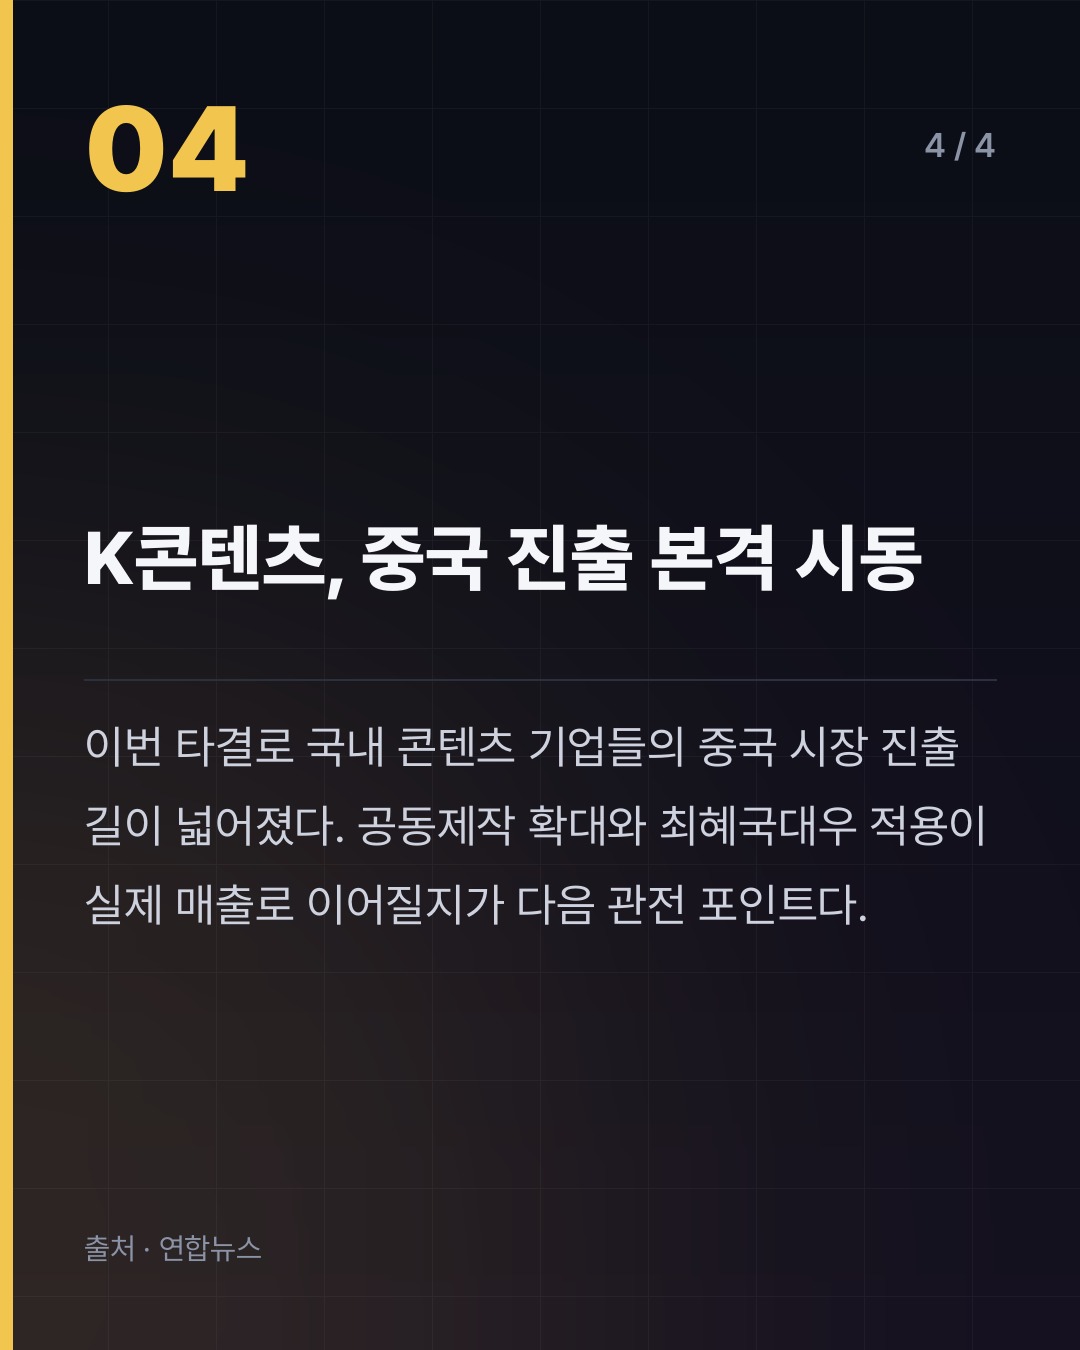 04
4 / 4
K콘텐츠, 중국 진출 본격 시동
이번 타결로 국내 콘텐츠 기업들의 중국 시장 진출
길이 넓어졌다. 공동제작 확대와 최혜국대우 적용이
실제 매출로 이어질지가 다음 관전 포인트다.
출처 · 연합뉴스